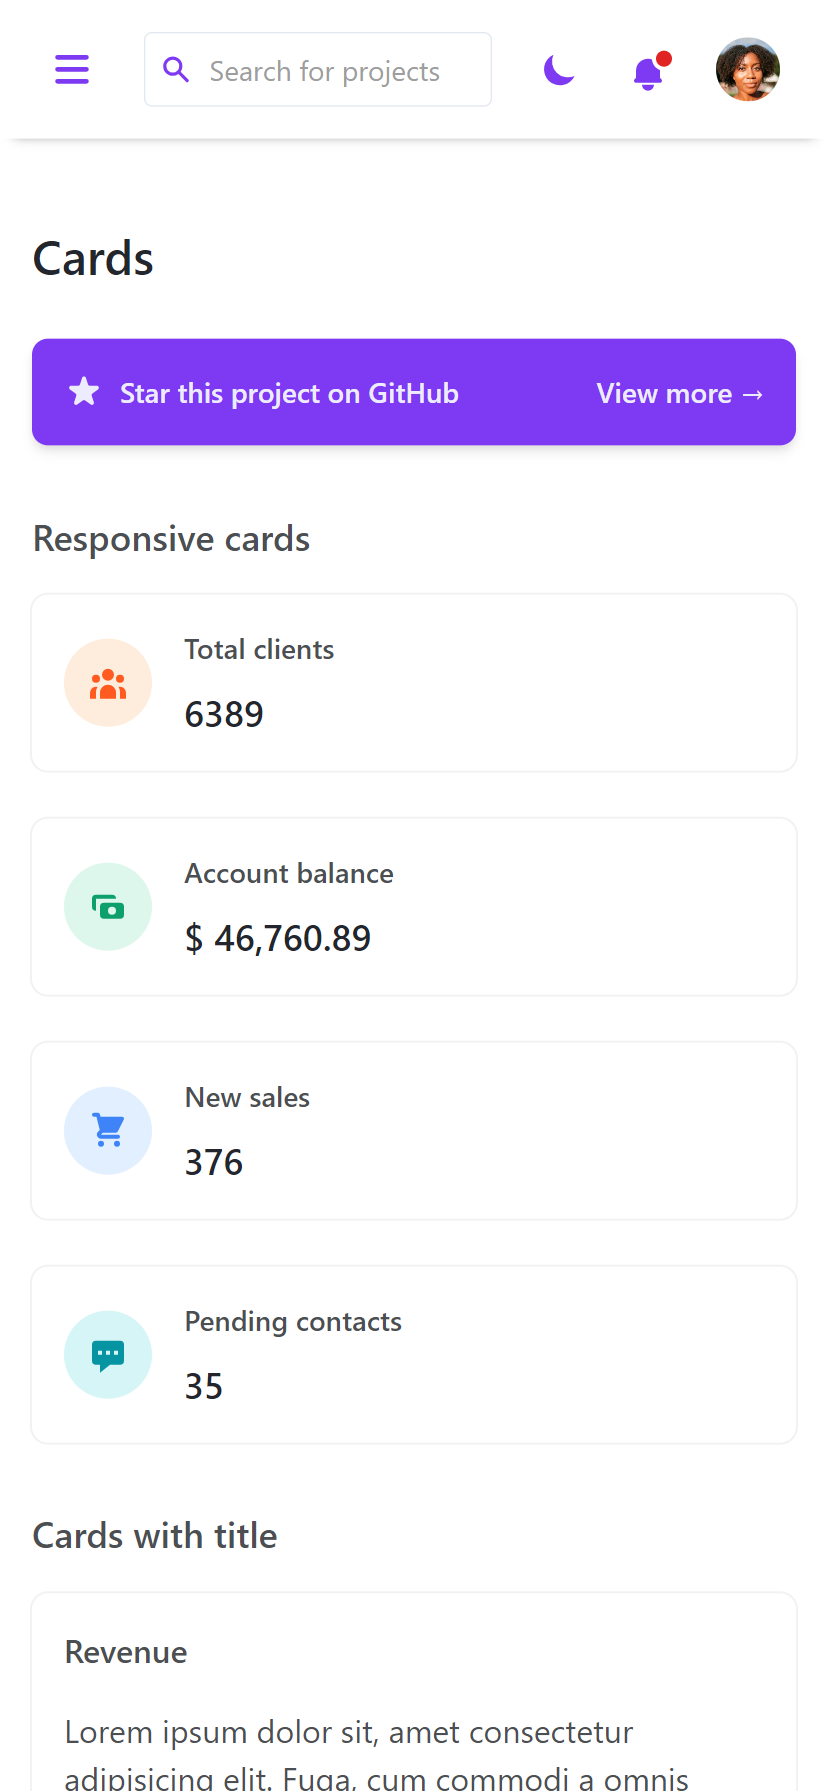 Search for projects
Cards
Star this project on GitHub
View more →
Responsive cards
Total clients
6389
Account balance
$ 46,760.89
New sales
376
Pending contacts
35
Cards with title
Revenue
Lorem ipsum dolor sit, amet consectetur
adipisicing elit. Fuga, cum commodi a omnis